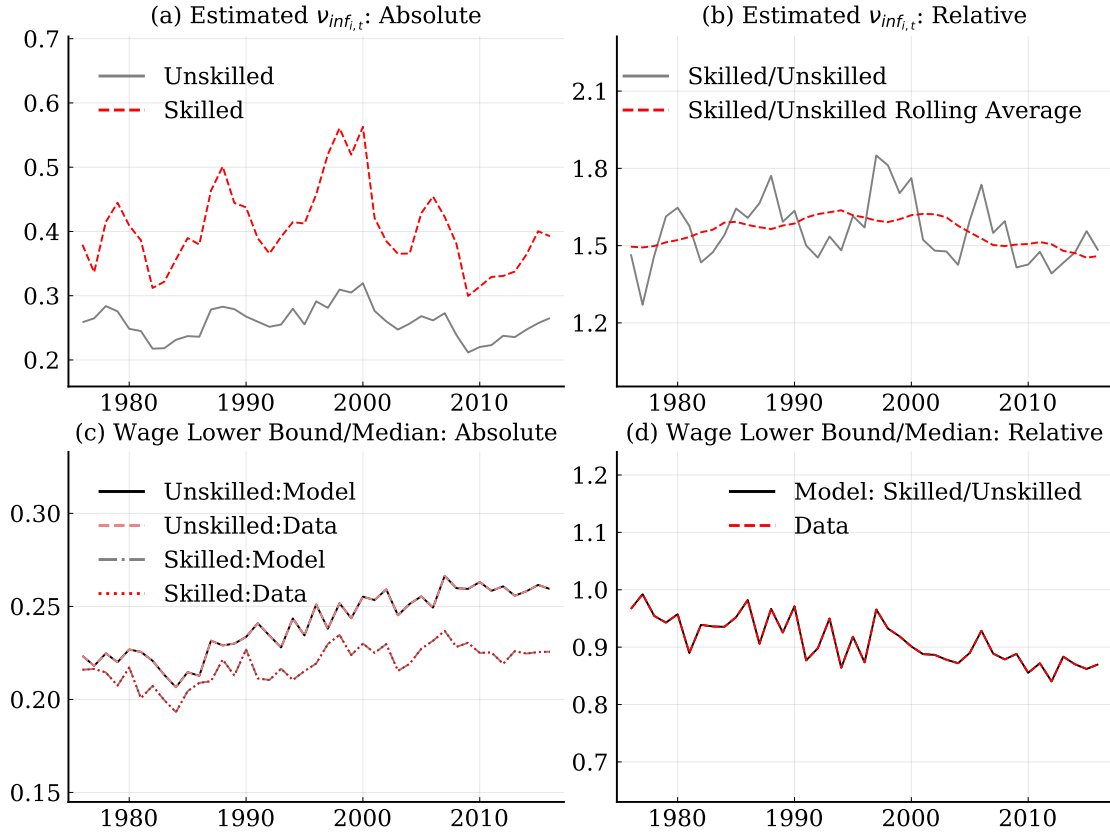 (a) Estimated ν_{inf_{i,t}}: Absolute
0.7
0.6
0.5
0.4
0.3
0.2
Unskilled
Skilled
1980 1990 2000 2010
(b) Estimated ν_{inf_{i,t}}: Relative
2.1
1.8
1.5
1.2
Skilled/Unskilled
Skilled/Unskilled Rolling Average
1980 1990 2000 2010
(c) Wage Lower Bound/Median: Absolute
0.30
0.25
0.20
0.15
Unskilled:Model
Unskilled:Data
Skilled:Model
Skilled:Data
1980 1990 2000 2010
(d) Wage Lower Bound/Median: Relative
1.2
1.1
1.0
0.9
0.8
0.7
Model: Skilled/Unskilled
Data
1980 1990 2000 2010